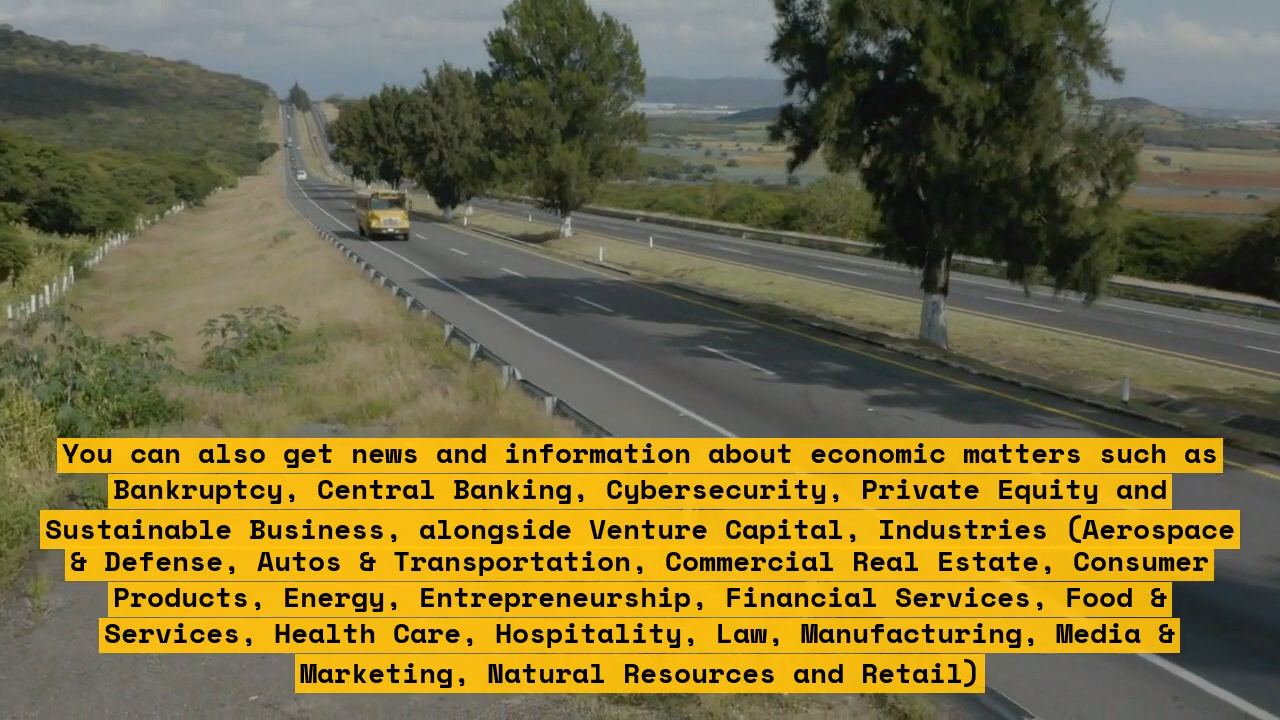 You can also get news and information about economic matters such as
Bankruptcy, Central Banking, Cybersecurity, Private Equity and
Sustainable Business, alongside Venture Capital, Industries (Aerospace
& Defense, Autos & Transportation, Commercial Real Estate, Consumer
Products, Energy, Entrepreneurship, Financial Services, Food &
Services, Health Care, Hospitality, Law, Manufacturing, Media &
Marketing, Natural Resources and Retail)